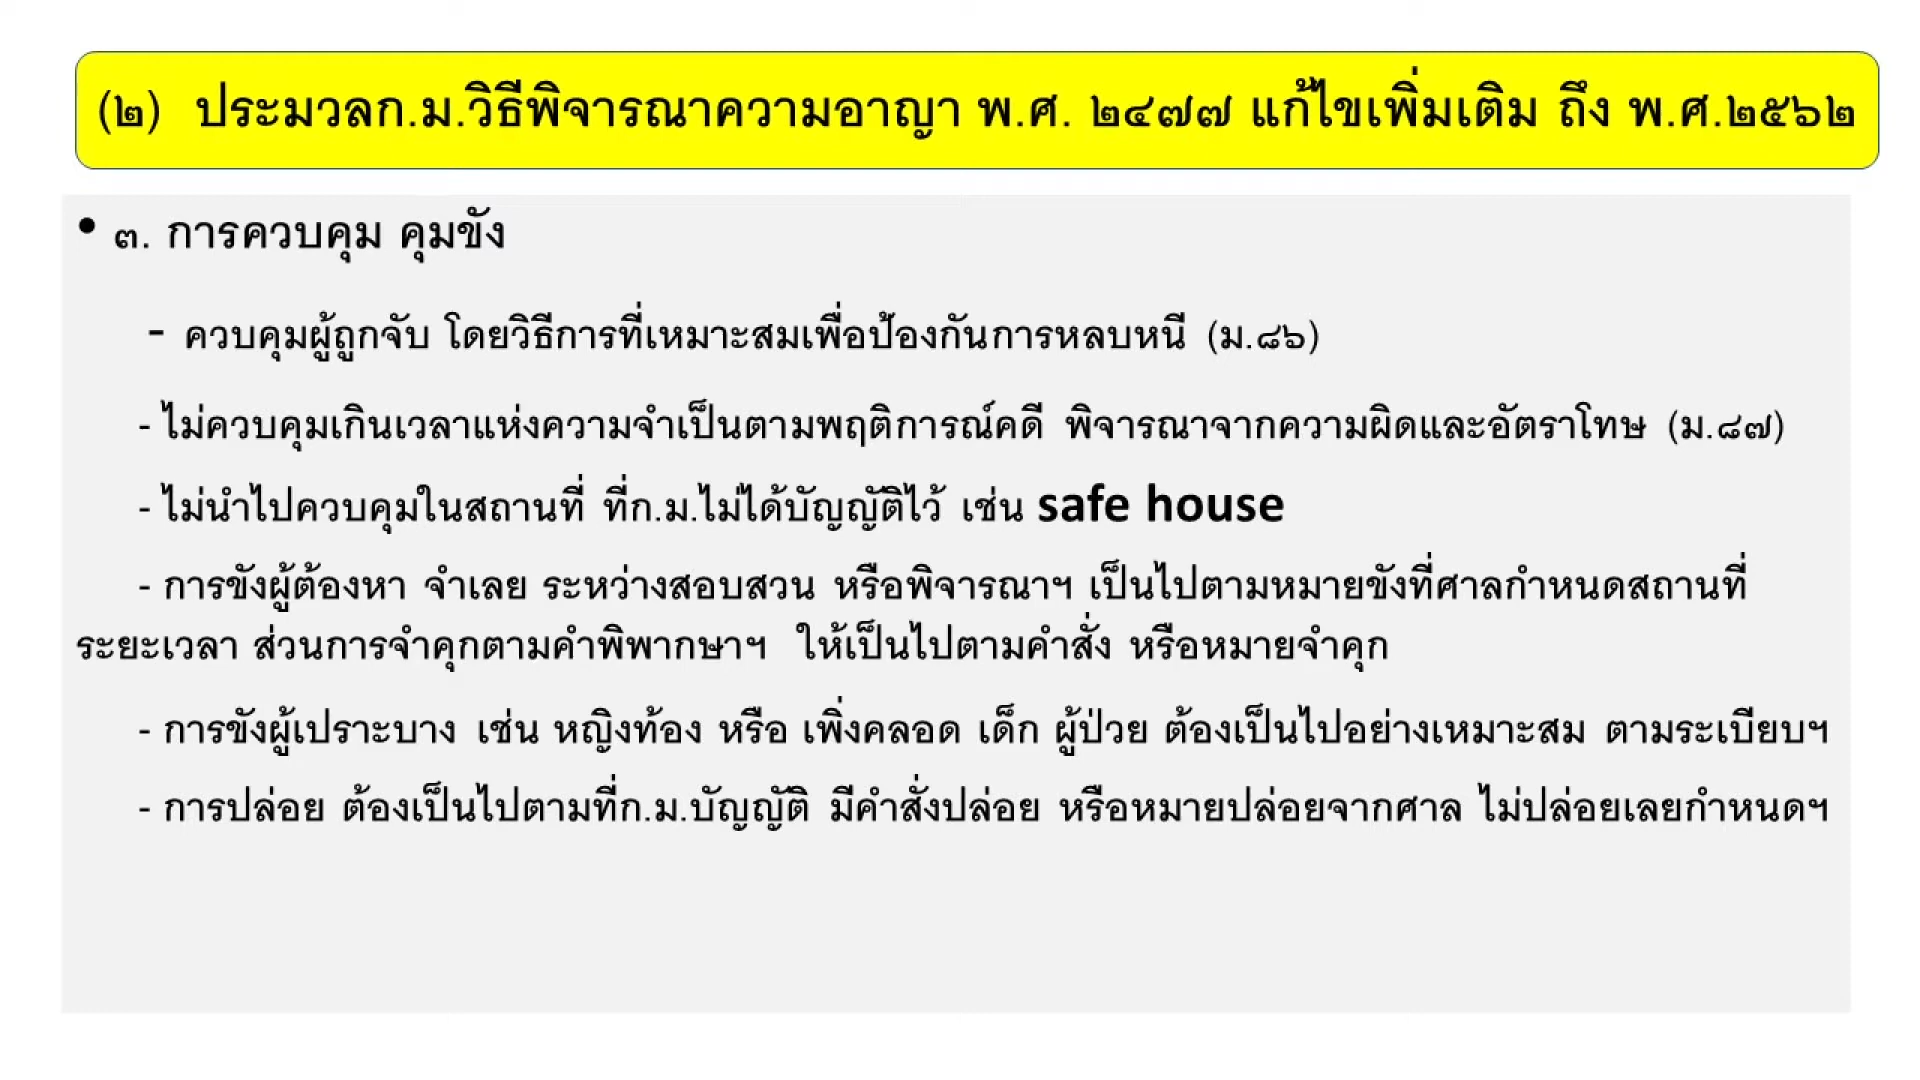 (๒) ประมวลก.ม.วิธีพิจารณาความอาญา พ.ศ. ๒๔๗๗ แก้ไขเพิ่มเติม ถึง พ.ศ.๒๕๖๒
• ๓. การควบคุม คุมขัง
- ควบคุมผู้ถูกจับ โดยวิธีการที่เหมาะสมเพื่อป้องกันการหลบหนี (ม.๘๖)
- ไม่ควบคุมเกินเวลาแห่งความจำเป็นตามพฤติการณ์คดี พิจารณาจากความผิดและอัตราโทษ (ม.๘๗)
- ไม่นำไปควบคุมในสถานที่ ที่ก.ม.ไม่ได้บัญญัติไว้ เช่น safe house
- การขังผู้ต้องหา จำเลย ระหว่างสอบสวน หรือพิจารณาฯ เป็นไปตามหมายขังที่ศาลกำหนดสถานที่
ระยะเวลา ส่วนการจำคุกตามคำพิพากษาฯ ให้เป็นไปตามคำสั่ง หรือหมายจำคุก
- การขังผู้เปราะบาง เช่น หญิงท้อง หรือ เพิ่งคลอด เด็ก ผู้ป่วย ต้องเป็นไปอย่างเหมาะสม ตามระเบียบฯ
- การปล่อย ต้องเป็นไปตามที่ก.ม.บัญญัติ มีคำสั่งปล่อย หรือหมายปล่อยจากศาล ไม่ปล่อยเลยกำหนดฯ